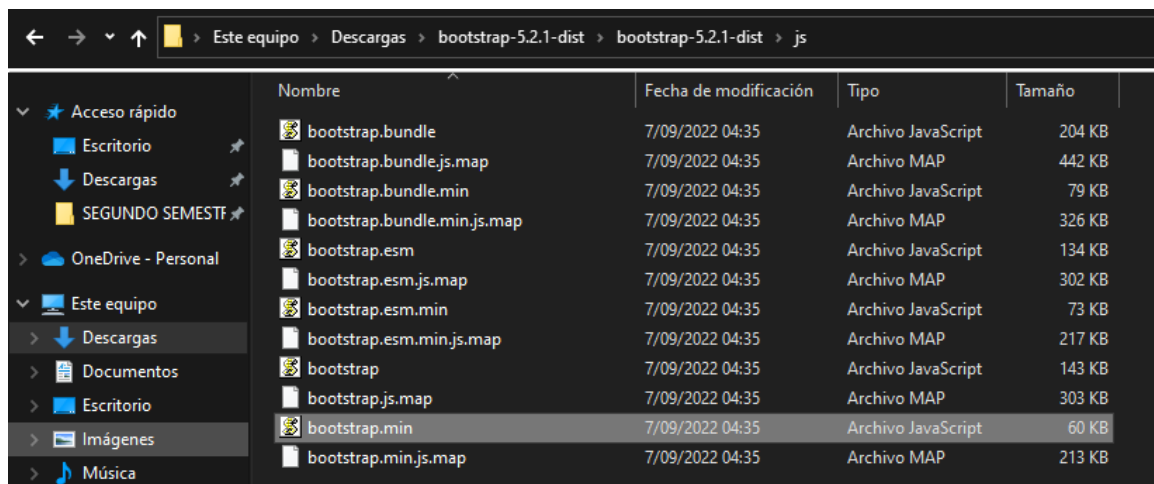 Este equipo > Descargas > bootstrap-5.2.1-dist > bootstrap-5.2.1-dist > js
Acceso rápido
Escritorio
Descargas
SEGUNDO SEMESTF
OneDrive - Personal
Este equipo
Descargas
Documentos
Escritorio
Imágenes
Música
Nombre Fecha de modificación Tipo Tamaño
bootstrap.bundle 7/09/2022 04:35 Archivo JavaScript 204 KB
bootstrap.bundle.js.map 7/09/2022 04:35 Archivo MAP 442 KB
bootstrap.bundle.min 7/09/2022 04:35 Archivo JavaScript 79 KB
bootstrap.bundle.min.js.map 7/09/2022 04:35 Archivo MAP 326 KB
bootstrap.esm 7/09/2022 04:35 Archivo JavaScript 134 KB
bootstrap.esm.js.map 7/09/2022 04:35 Archivo MAP 302 KB
bootstrap.esm.min 7/09/2022 04:35 Archivo JavaScript 73 KB
bootstrap.esm.min.js.map 7/09/2022 04:35 Archivo MAP 217 KB
bootstrap 7/09/2022 04:35 Archivo JavaScript 143 KB
bootstrap.js.map 7/09/2022 04:35 Archivo MAP 303 KB
bootstrap.min 7/09/2022 04:35 Archivo JavaScript 60 KB
bootstrap.min.js.map 7/09/2022 04:35 Archivo MAP 213 KB